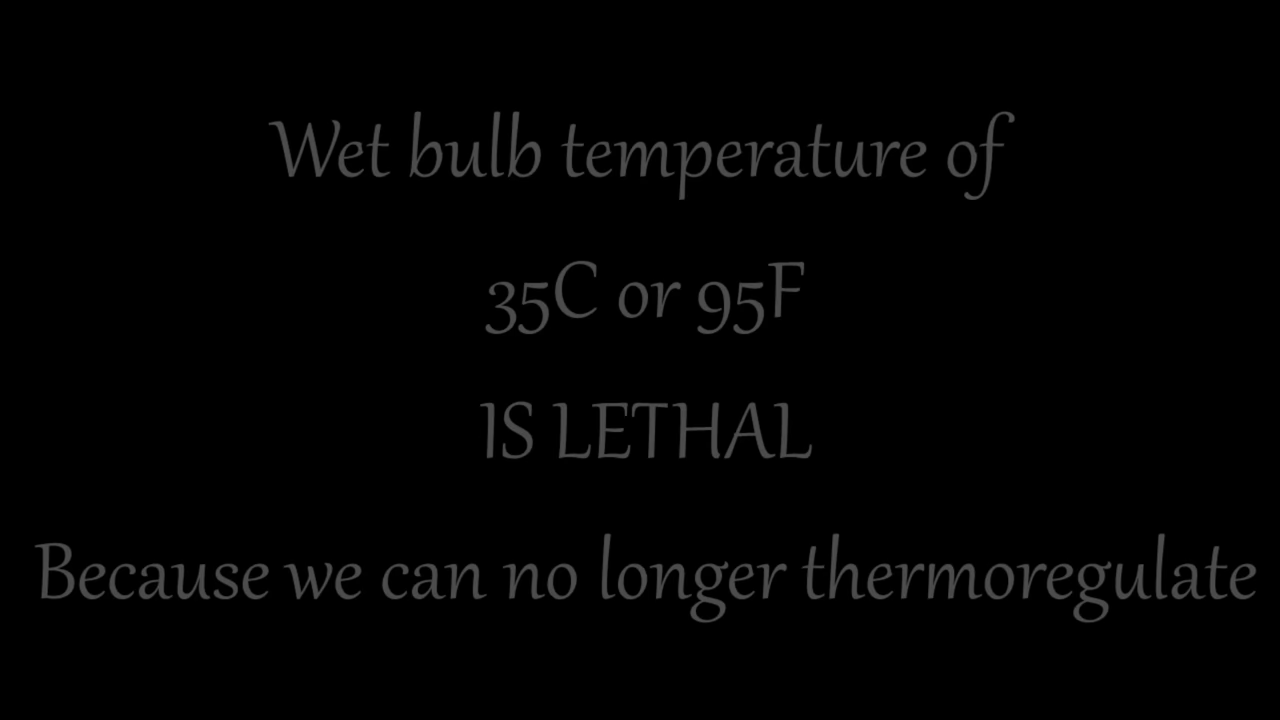 Wet bulb temperature of
35C or 95F
IS LETHAL
Because we can no longer thermoregulate